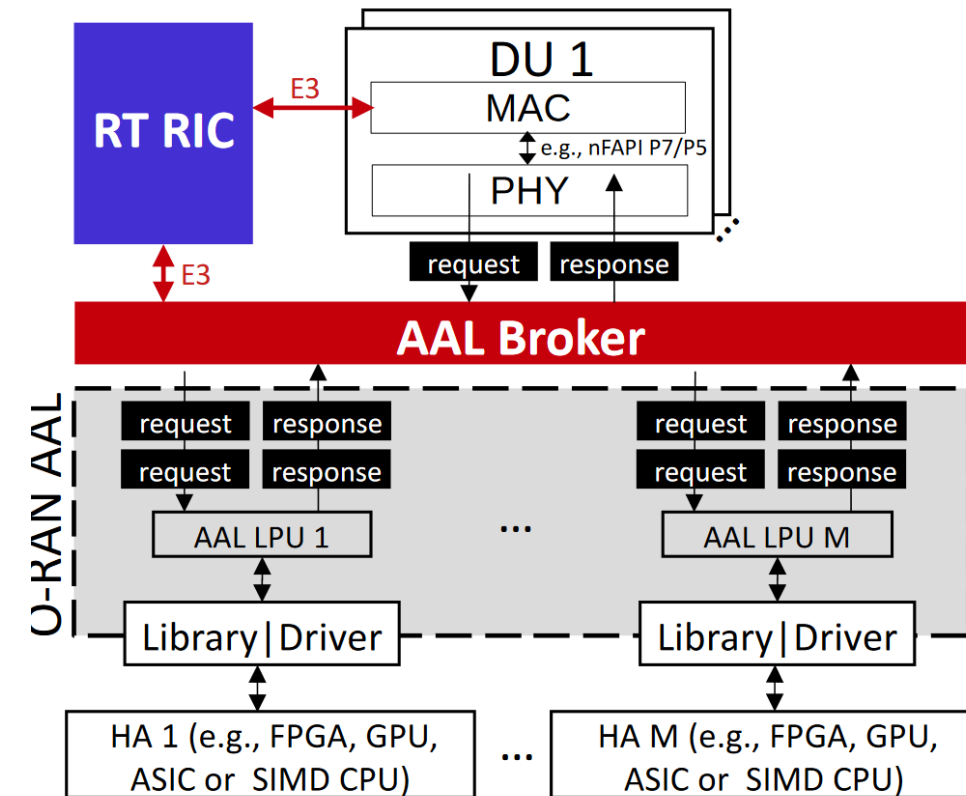 DU 1
E3
MAC
RT RIC
e.g., nFAPI P7/P5
PHY
...
request
response
E3
AAL Broker
O-RAN AAL
request
response
request
response
request
response
request
response
AAL LPU 1
...
AAL LPU M
Library|Driver
Library|Driver
HA 1 (e.g., FPGA, GPU,
ASIC or SIMD CPU)
...
HA M (e.g., FPGA, GPU,
ASIC or SIMD CPU)